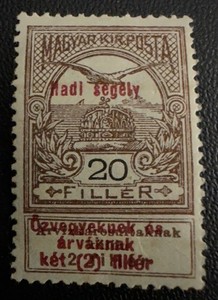 MAGYAR KIR. POSTA
Hadi segély
20
FILLÉR
Özvegyeknek és
árváknak
két (2) fillér